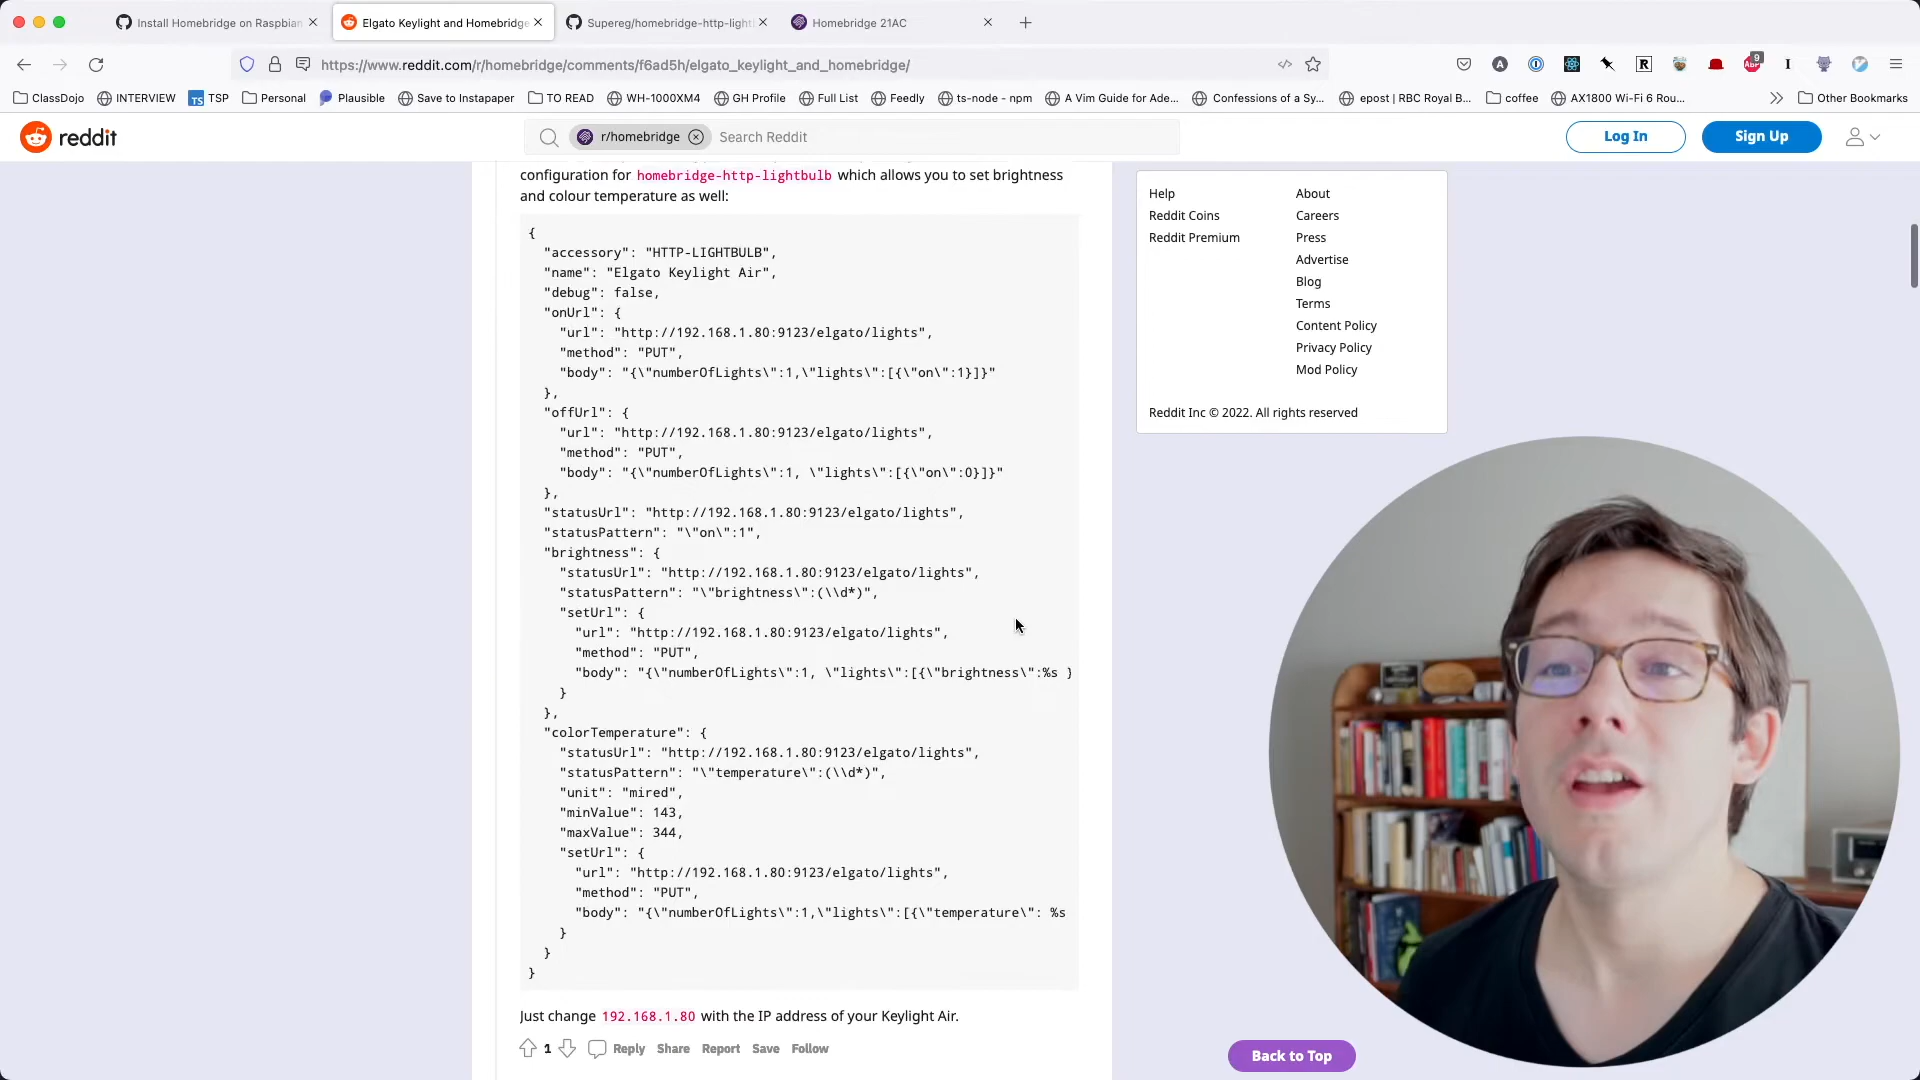 Install Homebridge on Raspbian
Elgato Keylight and Homebridge
Supereg/homebridge-http-light
Homebridge 21AC
https://www.reddit.com/r/homebridge/comments/f6ad5h/elgato_keylight_and_homebridge/
9
ClassDojo
INTERVIEW
TSP
Personal
Plausible
Save to Instapaper
TO READ
WH-1000XM4
GH Profile
Full List
Feedly
ts-node - npm
A Vim Guide for Ade...
Confessions of a Sy...
epost | RBC Royal B...
coffee
AX1800 Wi-Fi 6 Rou...
Other Bookmarks
reddit
r/homebridge
Search Reddit
Log In
Sign Up
configuration for homebridge-http-lightbulb which allows you to set brightness
and colour temperature as well:
{
"accessory": "HTTP-LIGHTBULB",
"name": "Elgato Keylight Air",
"debug": false,
"onUrl": {
"url": "http://192.168.1.80:9123/elgato/lights",
"method": "PUT",
"body": "{\"numberOfLights\":1,\"lights\":[{\"on\":1}]}"
},
"offUrl": {
"url": "http://192.168.1.80:9123/elgato/lights",
"method": "PUT",
"body": "{\"numberOfLights\":1, \"lights\":[{\"on\":0}]}"
},
"statusUrl": "http://192.168.1.80:9123/elgato/lights",
"statusPattern": "\"on\":1",
"brightness": {
"statusUrl": "http://192.168.1.80:9123/elgato/lights",
"statusPattern": "\"brightness\":(\\d*)",
"setUrl": {
"url": "http://192.168.1.80:9123/elgato/lights",
"method": "PUT",
"body": "{\"numberOfLights\":1, \"lights\":[{\"brightness\":%s }
}
},
"colorTemperature": {
"statusUrl": "http://192.168.1.80:9123/elgato/lights",
"statusPattern": "\"temperature\":(\\d*)",
"unit": "mired",
"minValue": 143,
"maxValue": 344,
"setUrl": {
"url": "http://192.168.1.80:9123/elgato/lights",
"method": "PUT",
"body": "{\"numberOfLights\":1,\"lights\":[{\"temperature\": %s
}
}
}
Just change 192.168.1.80 with the IP address of your Keylight Air.
1
Reply
Share
Report
Save
Follow
Help
Reddit Coins
Reddit Premium
About
Careers
Press
Advertise
Blog
Terms
Content Policy
Privacy Policy
Mod Policy
Reddit Inc © 2022. All rights reserved
Back to Top